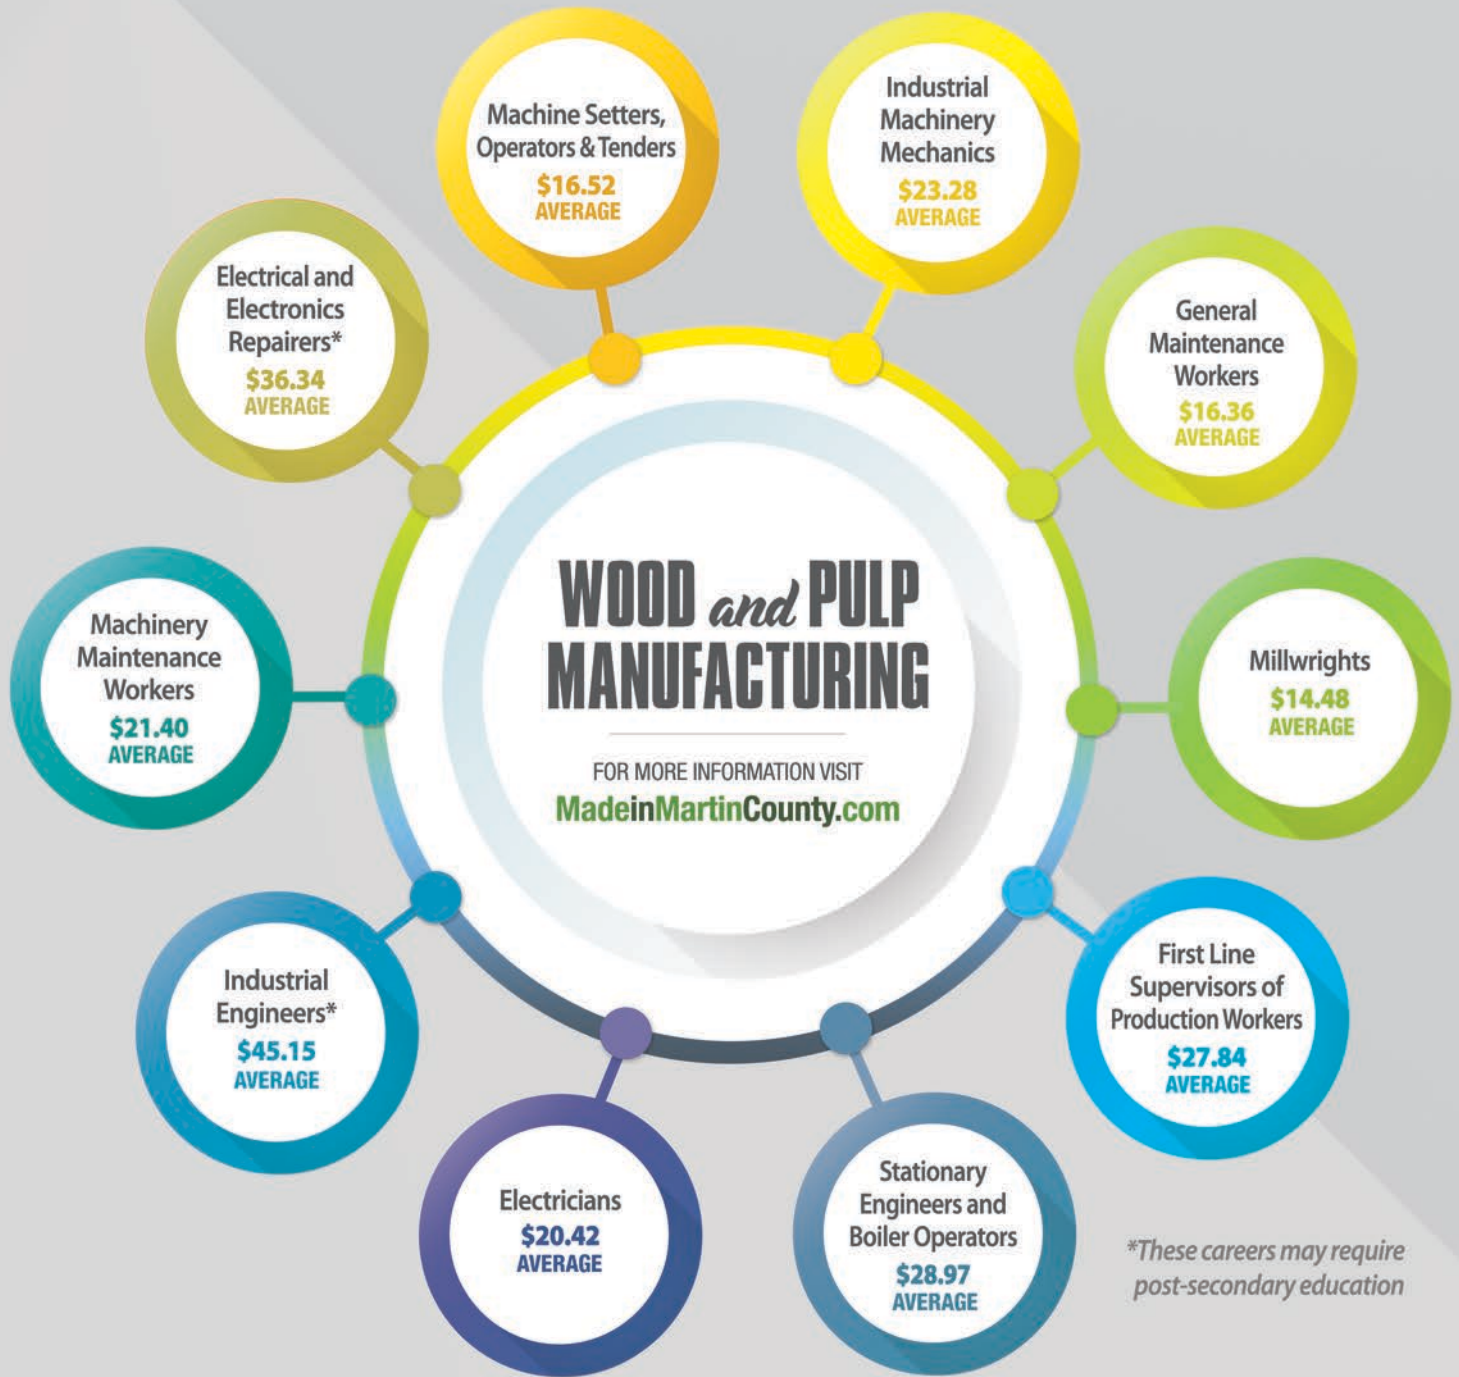 Machine Setters,
Operators & Tenders
$16.52
AVERAGE
Industrial
Machinery
Mechanics
$23.28
AVERAGE
General
Maintenance
Workers
$16.36
AVERAGE
Millwrights
$14.48
AVERAGE
First Line
Supervisors of
Production Workers
$27.84
AVERAGE
Stationary
Engineers and
Boiler Operators
$28.97
AVERAGE
Electricians
$20.42
AVERAGE
Industrial
Engineers*
$45.15
AVERAGE
Machinery
Maintenance
Workers
$21.40
AVERAGE
Electrical and
Electronics
Repairers*
$36.34
AVERAGE
WOOD and PULP
MANUFACTURING
FOR MORE INFORMATION VISIT
MadeinMartinCounty.com
*These careers may require
post-secondary education